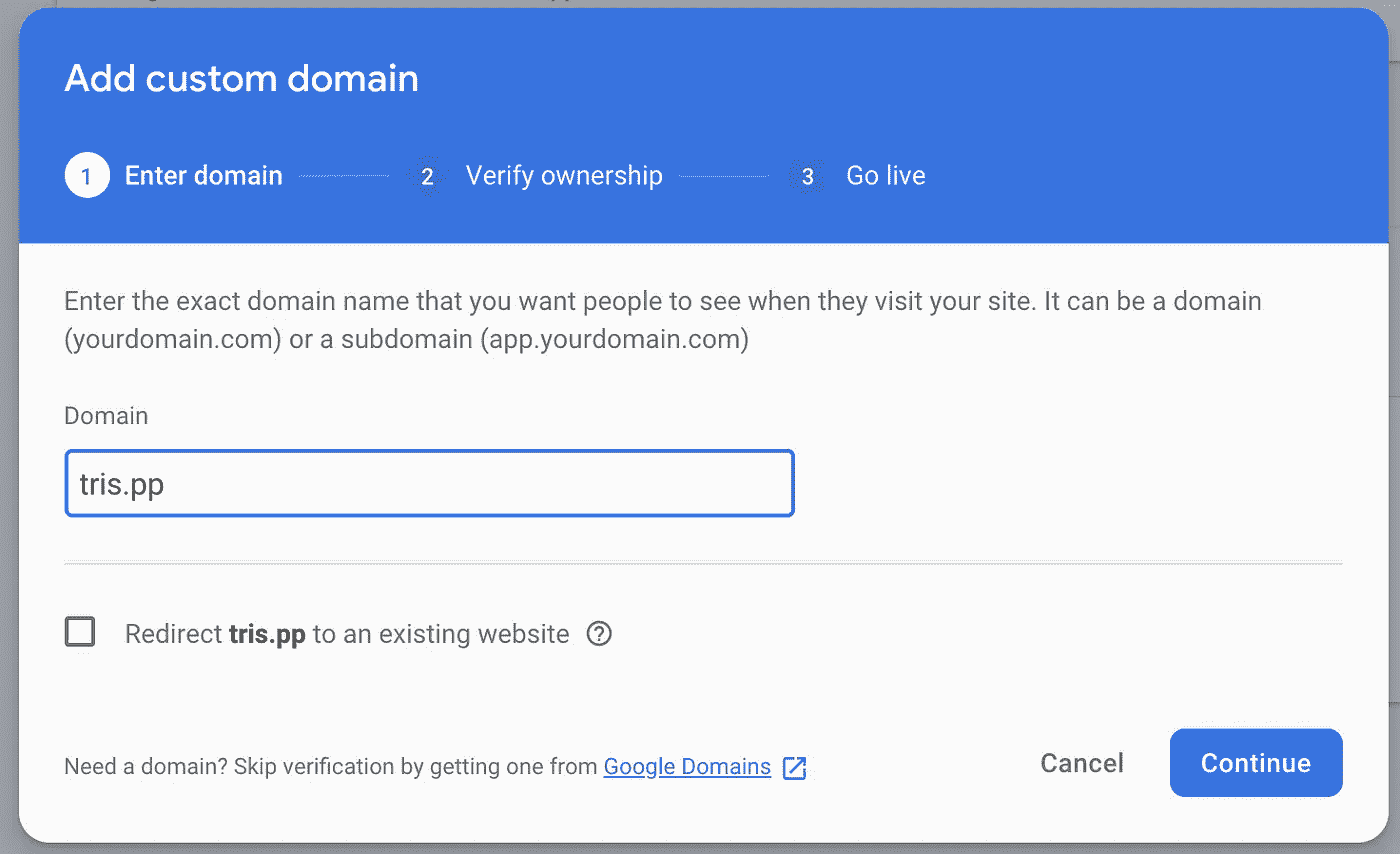 Add custom domain
1 Enter domain 2 Verify ownership 3 Go live
Enter the exact domain name that you want people to see when they visit your site. It can be a domain
(yourdomain.com) or a subdomain (app.yourdomain.com)
Domain
tris.pp
Redirect tris.pp to an existing website
Need a domain? Skip verification by getting one from Google Domains
Cancel Continue